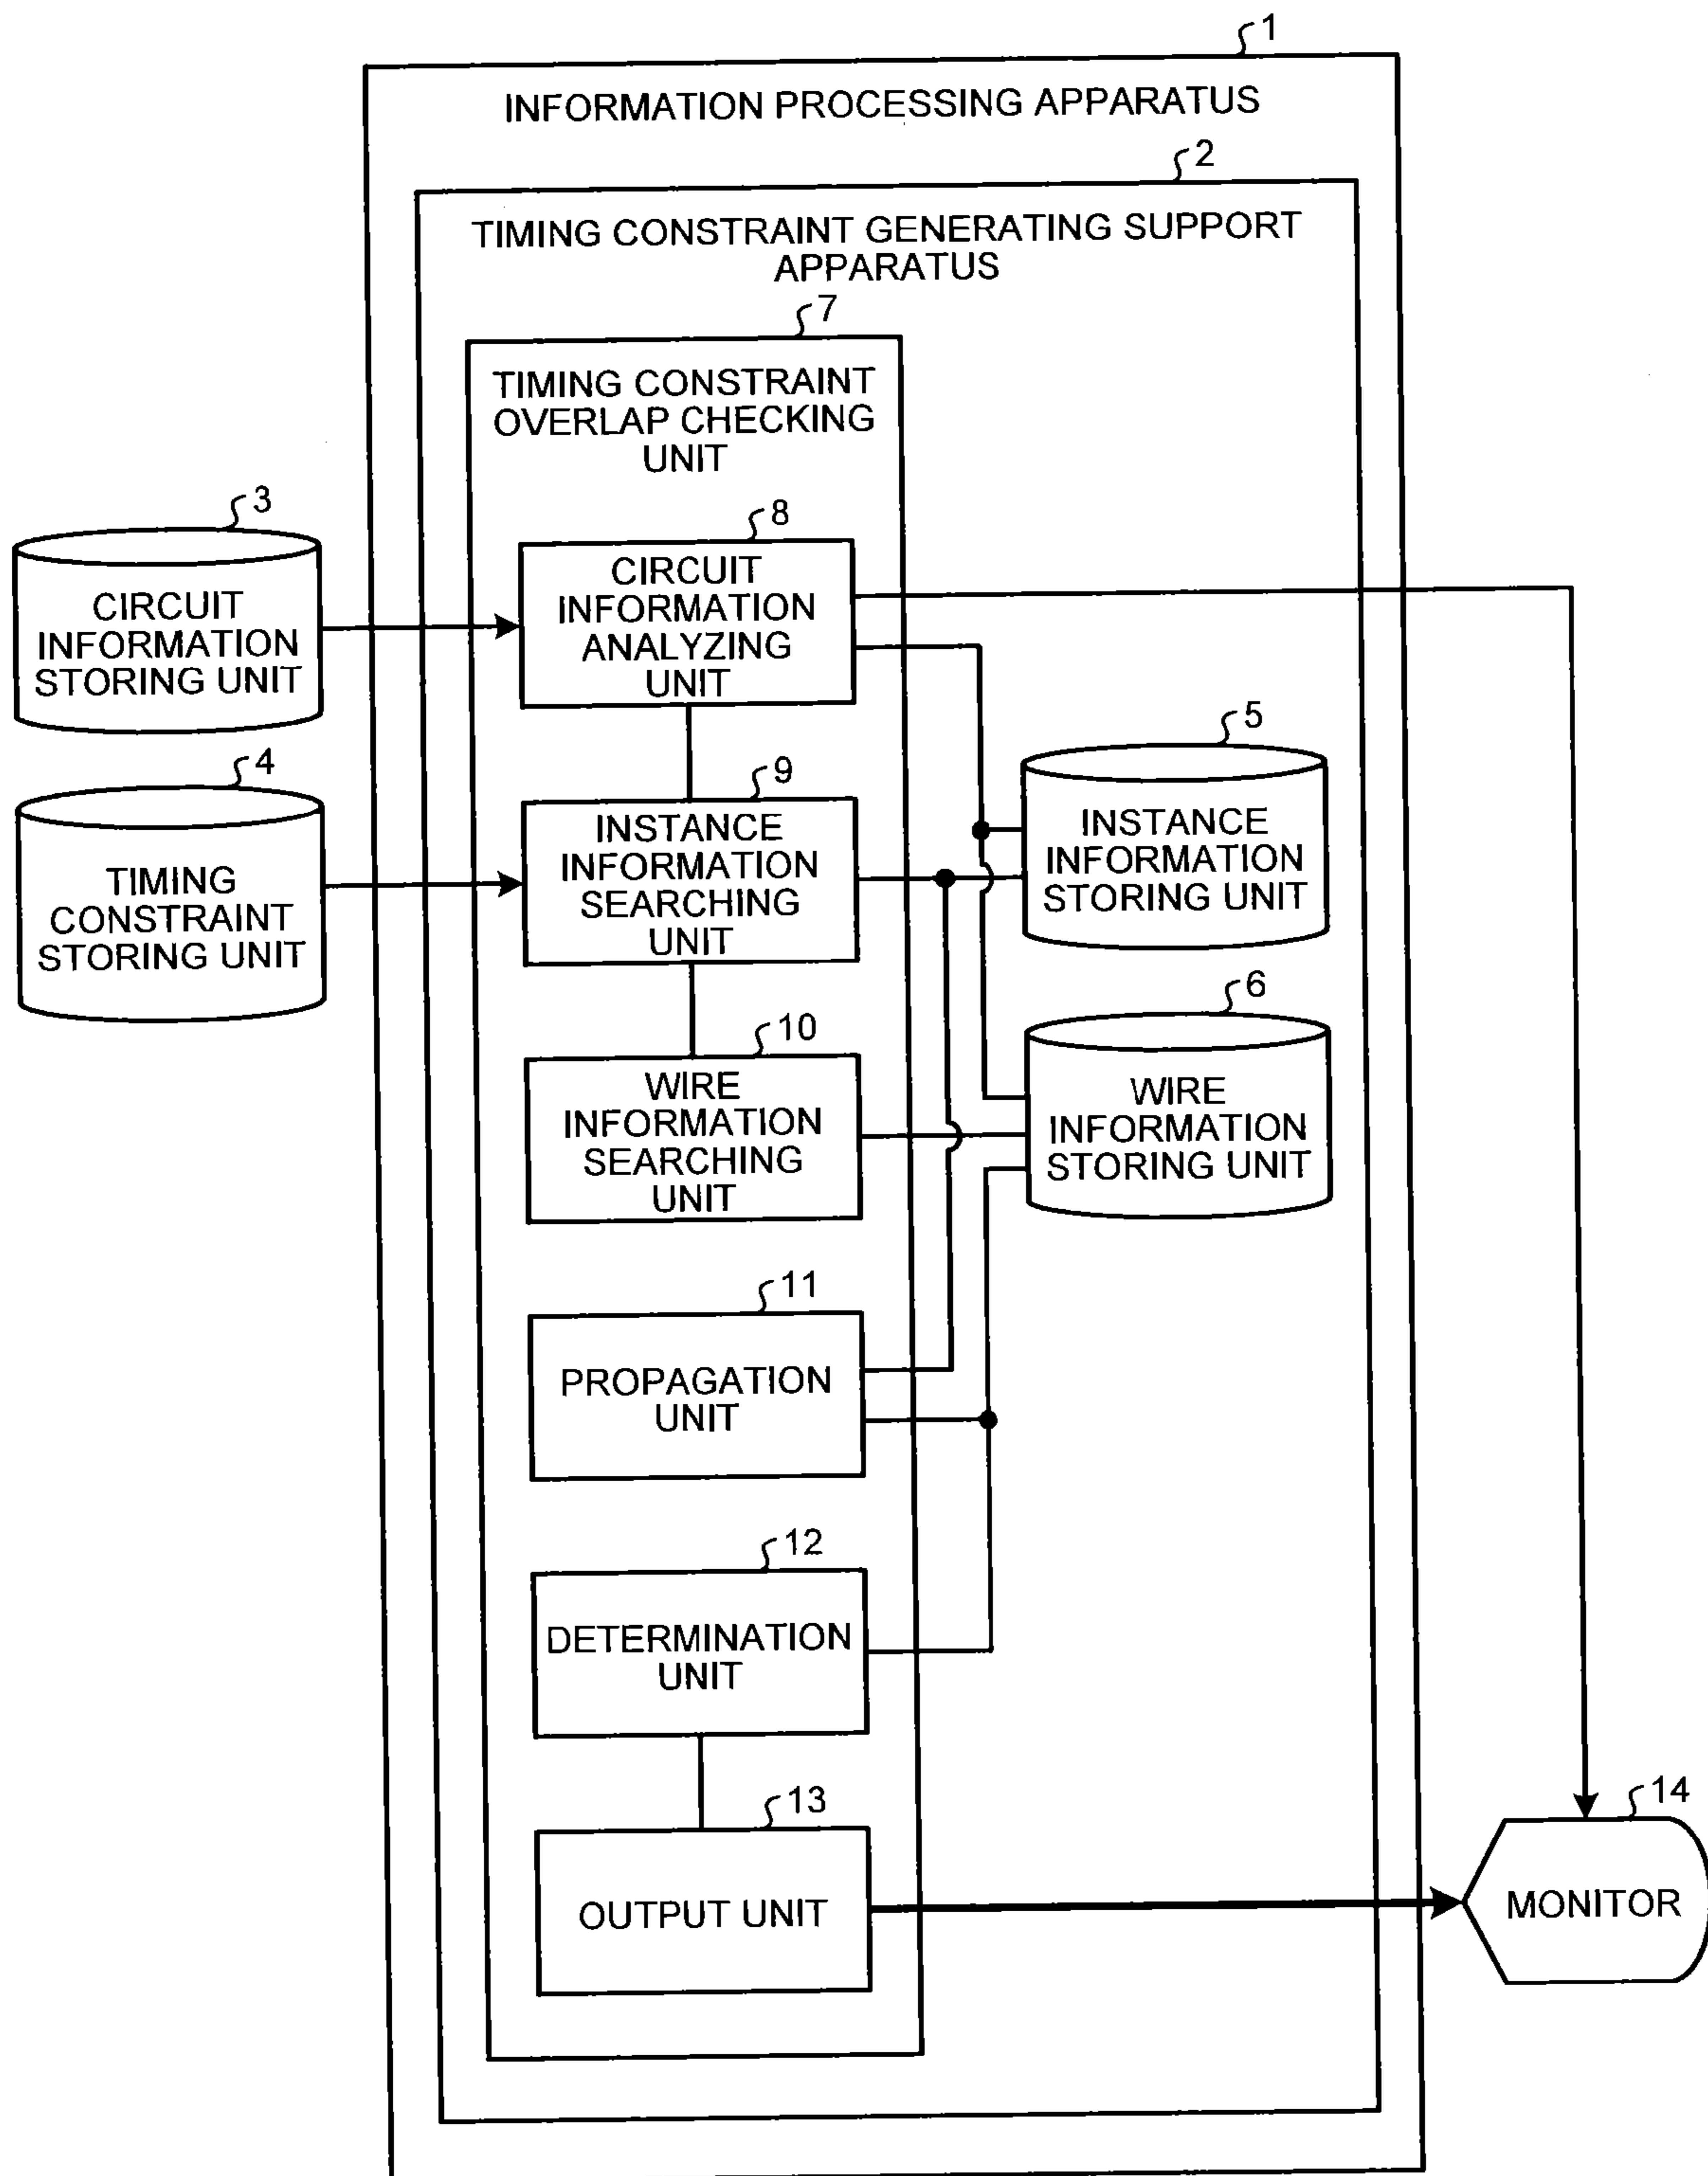 1
INFORMATION PROCESSING APPARATUS
2
TIMING CONSTRAINT GENERATING SUPPORT
APPARATUS
7
TIMING CONSTRAINT
OVERLAP CHECKING
UNIT
3
CIRCUIT
INFORMATION
STORING UNIT
8
CIRCUIT
INFORMATION
ANALYZING
UNIT
4
TIMING
CONSTRAINT
STORING UNIT
9
INSTANCE
INFORMATION
SEARCHING
UNIT
5
INSTANCE
INFORMATION
STORING UNIT
10
WIRE
INFORMATION
SEARCHING
UNIT
6
WIRE
INFORMATION
STORING UNIT
11
PROPAGATION
UNIT
12
DETERMINATION
UNIT
13
OUTPUT UNIT
14
MONITOR